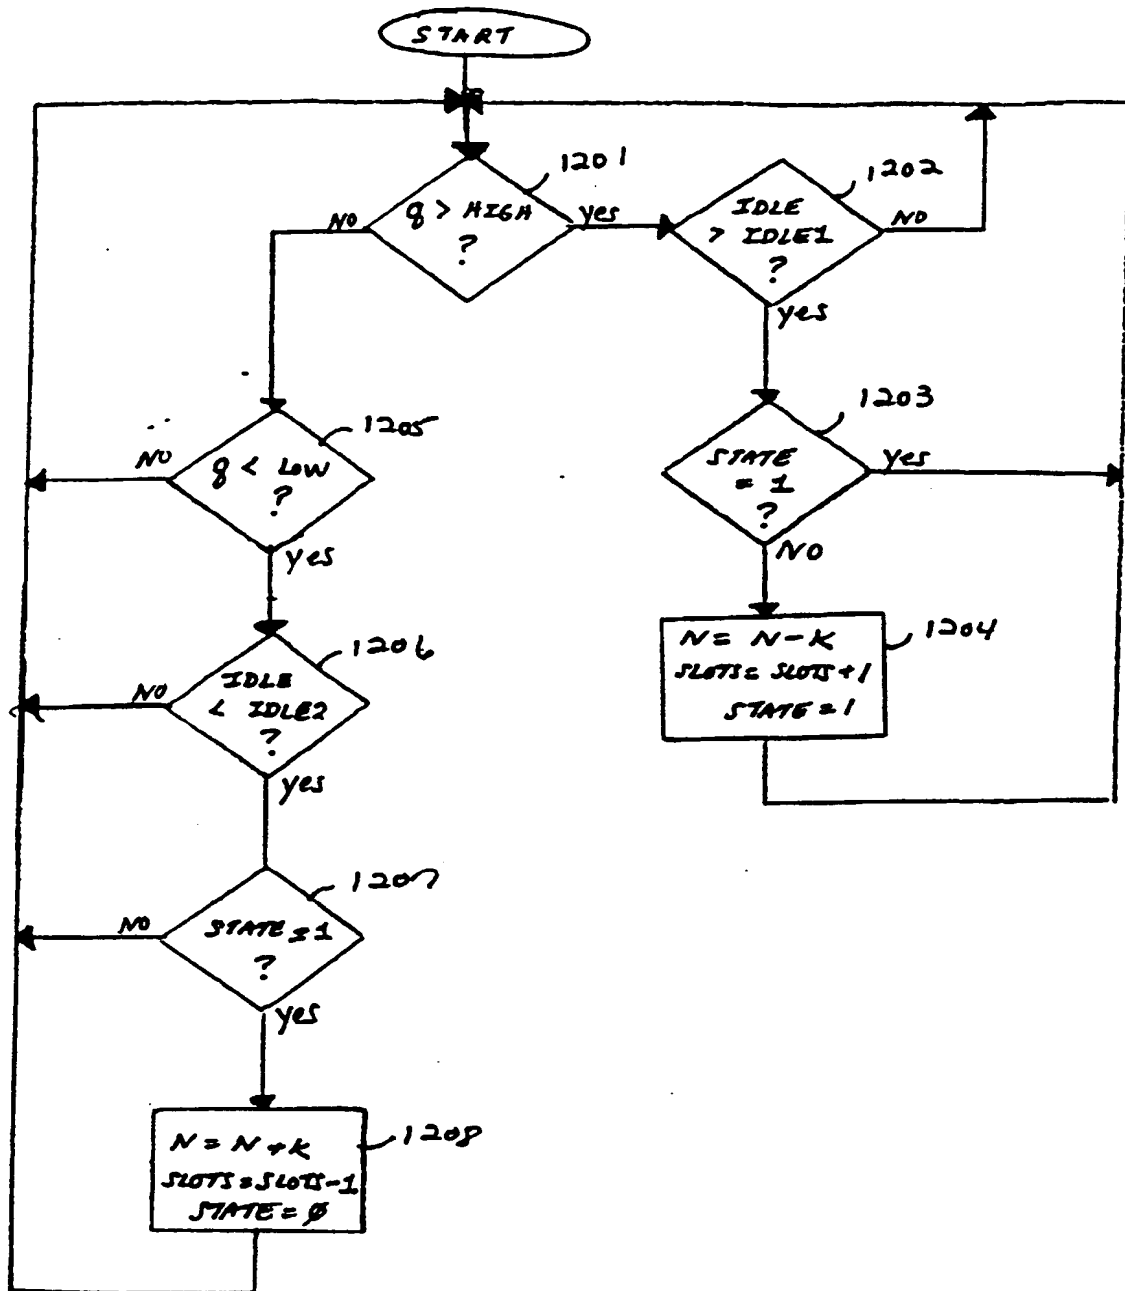 START
1201
q > HIGH
?
NO
yes
1202
IDLE
> IDLE1
?
NO
yes
1203
STATE
= 1
?
yes
NO
N = N - K
SLOTS = SLOTS + 1
STATE = 1
1204
1205
q < LOW
?
NO
yes
1206
IDLE
< IDLE2
?
NO
yes
1207
STATE = 1
?
NO
yes
N = N + K
SLOTS = SLOTS - 1
STATE = Ø
1208